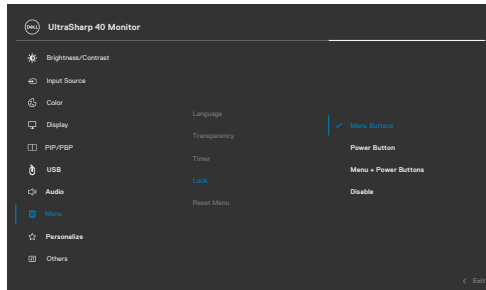 DELL UltraSharp 40 Monitor
Brightness/Contrast
Input Source
Color
Display
PIP/PBP
USB
Audio
Menu
Personalize
Others
Language
Transparency
Timer
Lock
Reset Menu
Menu Buttons
Power Button
Menu + Power Buttons
Disable
Exit